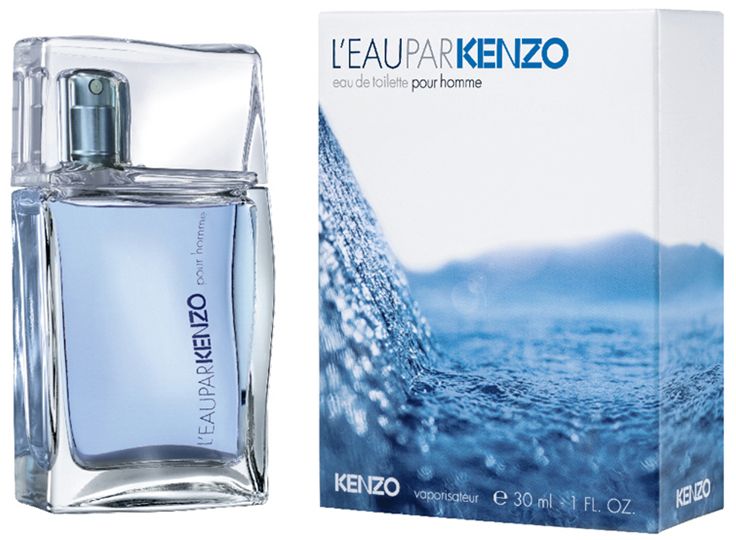 L'EAUPARKENZO
eau de toilette pour homme
L'EAUPARKENZO pour homme
KENZO vaporisateur e 30 ml - 1 FL. OZ.
KENZO